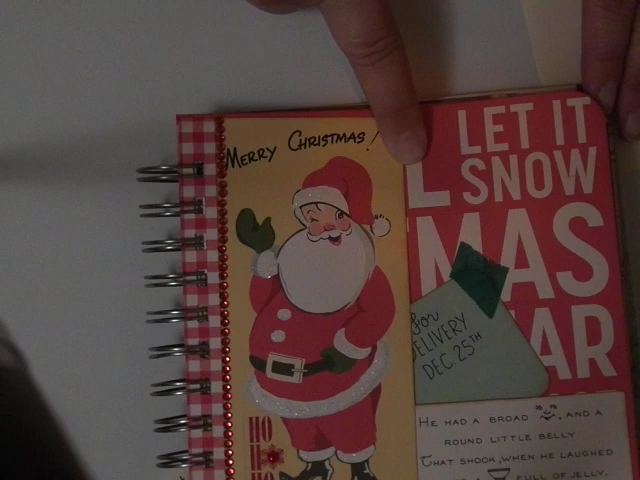 MERRY CHRISTMAS!
LET IT
SNOW
L
MAS
AR
for
DELIVERY
DEC. 25TH
HO
HO
HO
HE HAD A BROAD , AND A
ROUND LITTLE BELLY
THAT SHOOK, WHEN HE LAUGHED
FULL OF JELLY.